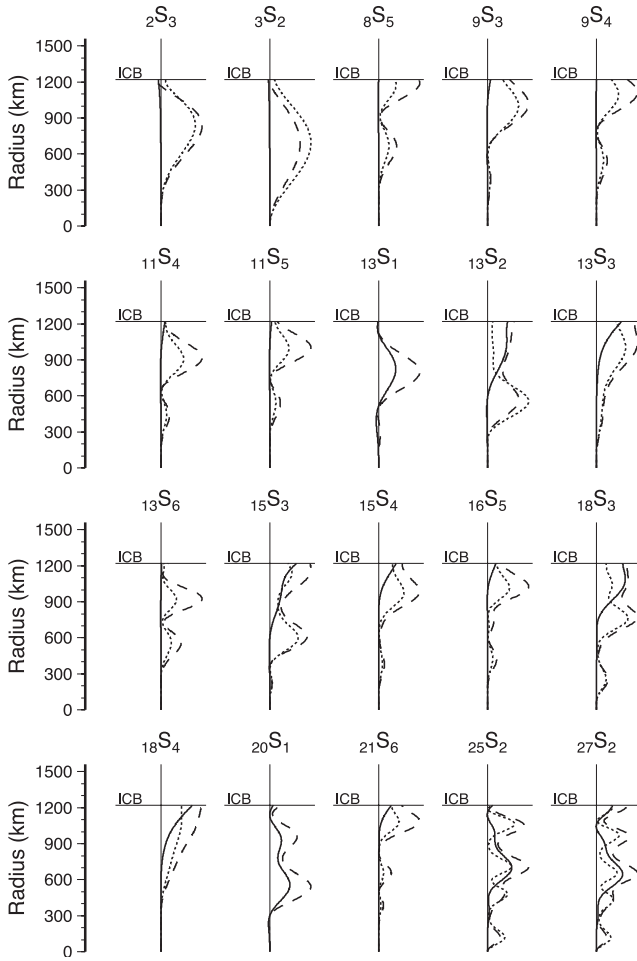 ₂S₃ ₃S₂ ₈S₅ ₉S₃ ₉S₄
1500
1200
900
600
300
0
Radius (km)
ICB ICB ICB ICB ICB
₁₁S₄ ₁₁S₅ ₁₃S₁ ₁₃S₂ ₁₃S₃
1500
1200
900
600
300
0
Radius (km)
ICB ICB ICB ICB ICB
₁₃S₆ ₁₅S₃ ₁₅S₄ ₁₆S₅ ₁₈S₃
1500
1200
900
600
300
0
Radius (km)
ICB ICB ICB ICB ICB
₁₈S₄ ₂₀S₁ ₂₁S₆ ₂₅S₂ ₂₇S₂
1500
1200
900
600
300
0
Radius (km)
ICB ICB ICB ICB ICB